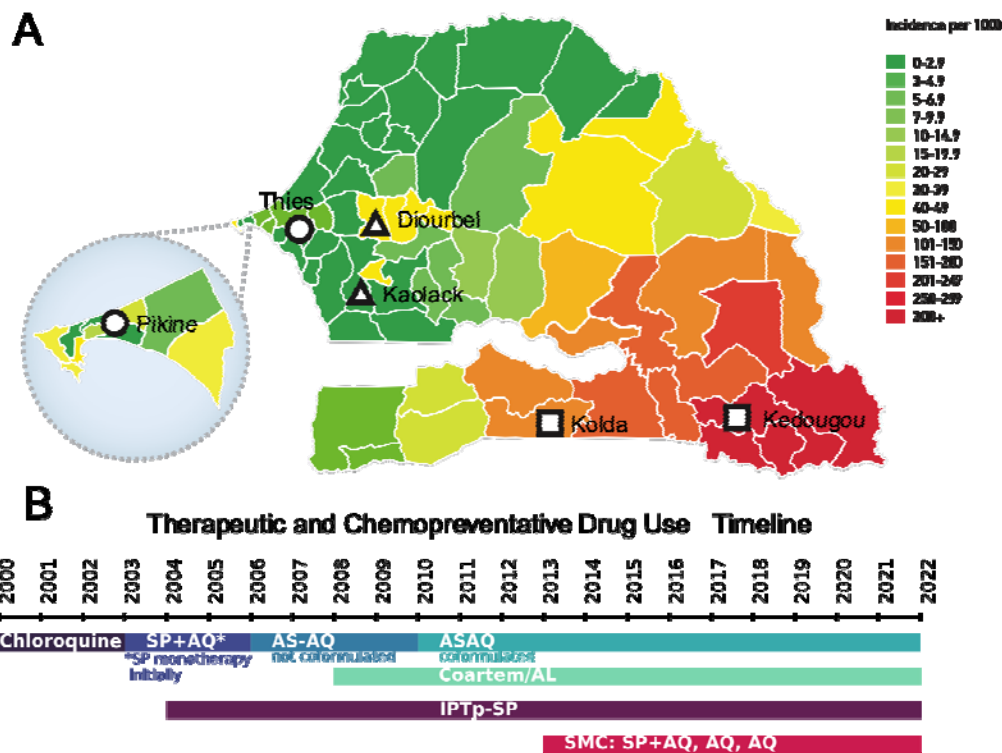 A
Incidence per 1000
0-2.9
3-4.9
5-6.9
7-9.9
10-14.9
15-19.9
20-29
30-39
40-49
50-100
101-150
151-200
201-249
250-299
300+
Thies
Diourbel
Kaolack
Pikine
Kolda
Kedougou
B
Therapeutic and Chemopreventative Drug Use Timeline
2000 2001 2002 2003 2004 2005 2006 2007 2008 2009 2010 2011 2012 2013 2014 2015 2016 2017 2018 2019 2020 2021 2022
Chloroquine SP+AQ* AS-AQ ASAQ
*SP monotherapy not coformulated coformulated
initially
Coartem/AL
IPTp-SP
SMC: SP+AQ, AQ, AQ